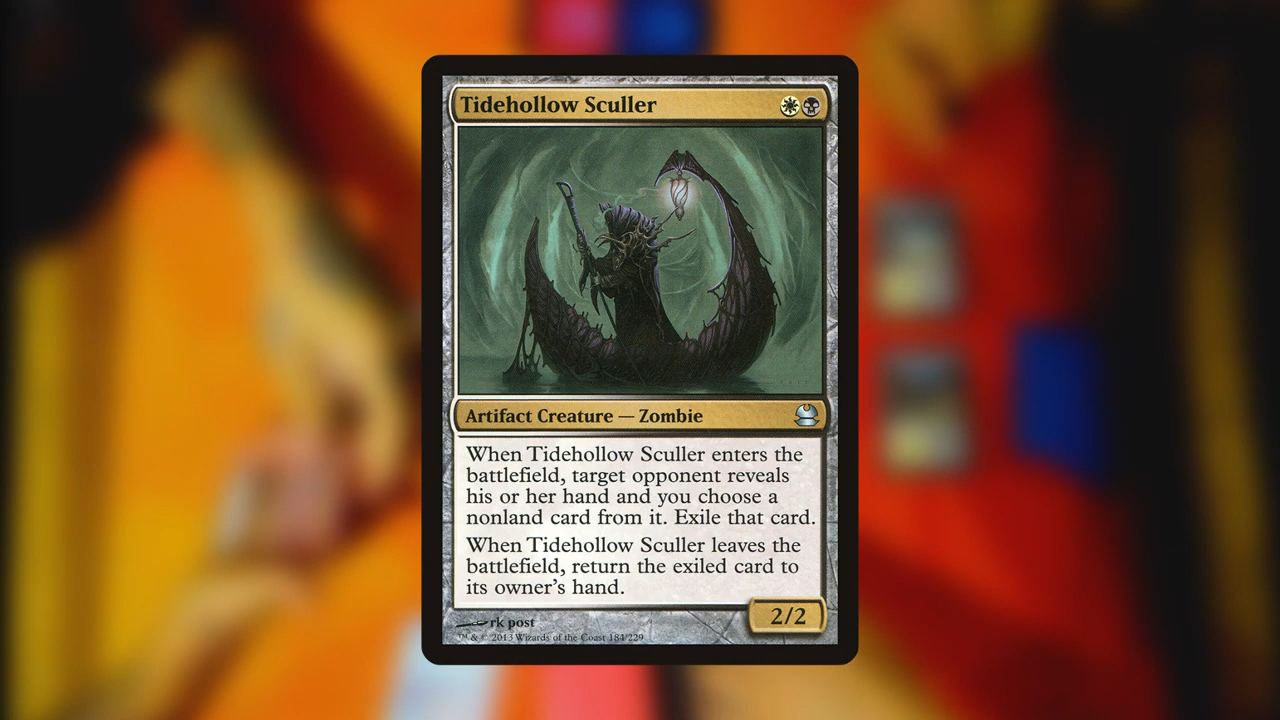 Tidehollow Sculler
Artifact Creature — Zombie
When Tidehollow Sculler enters the
battlefield, target opponent reveals
his or her hand and you choose a
nonland card from it. Exile that card.
When Tidehollow Sculler leaves the
battlefield, return the exiled card to
its owner's hand.
2/2
rk post
™ & © 2013 Wizards of the Coast 184/229